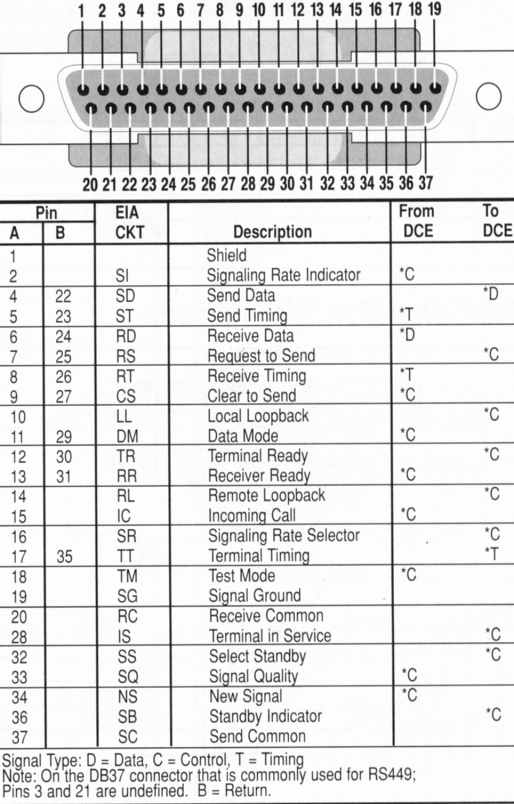 1 2 3 4 5 6 7 8 9 10 11 12 13 14 15 16 17 18 19
20 21 22 23 24 25 26 27 28 29 30 31 32 33 34 35 36 37
Pin EIA From To
A B CKT Description DCE DCE
1 Shield
2 SI Signaling Rate Indicator *C
4 22 SD Send Data *D
5 23 ST Send Timing *T
6 24 RD Receive Data *D
7 25 RS Request to Send *C
8 26 RT Receive Timing *T
9 27 CS Clear to Send *C
10 LL Local Loopback *C
11 29 DM Data Mode *C
12 30 TR Terminal Ready *C
13 31 RR Receiver Ready *C
14 RL Remote Loopback *C
15 IC Incoming Call *C
16 SR Signaling Rate Selector *C
17 35 TT Terminal Timing *T
18 TM Test Mode *C
19 SG Signal Ground
20 RC Receive Common
28 IS Terminal in Service *C
32 SS Select Standby *C
33 SQ Signal Quality *C
34 NS New Signal *C
36 SB Standby Indicator *C
37 SC Send Common
Signal Type: D = Data, C = Control, T = Timing
Note: On the DB37 connector that is commonly used for RS449;
Pins 3 and 21 are undefined. B = Return.